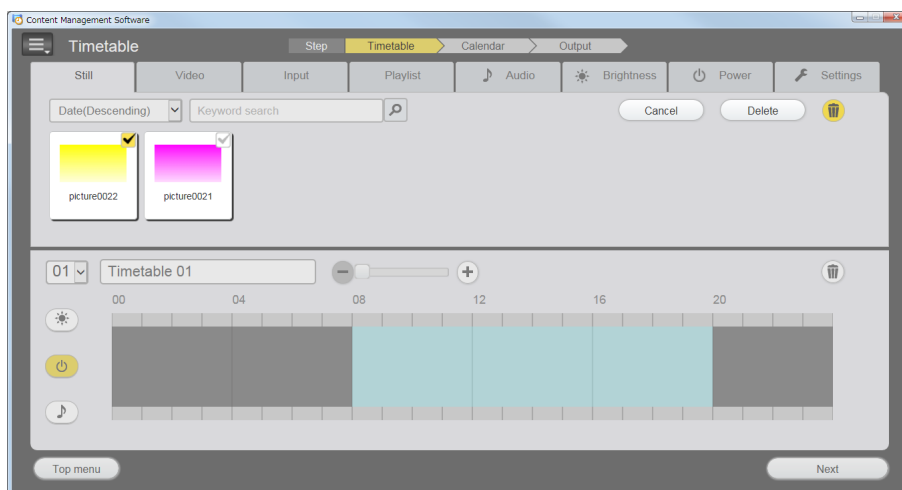 Content Management Software
Timetable
Step
Timetable
Calendar
Output
Still
Video
Input
Playlist
Audio
Brightness
Power
Settings
Date(Descending)
Keyword search
Cancel
Delete
picture0022
picture0021
01
Timetable 01
00
04
08
12
16
20
Top menu
Next